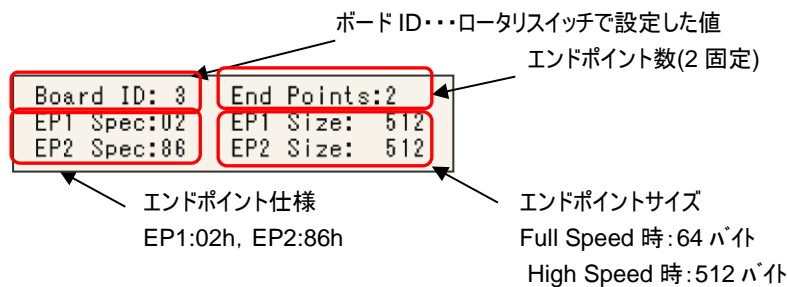 ボード ID･･･ロータリスイッチで設定した値
エンドポイント数(2 固定)
Board ID: 3 End Points:2
EP1 Spec:02 EP1 Size: 512
EP2 Spec:86 EP2 Size: 512
エンドポイント仕様
EP1:02h, EP2:86h
エンドポイントサイズ
Full Speed 時:64 ﾊﾞｲﾄ
High Speed 時:512 ﾊﾞｲﾄ